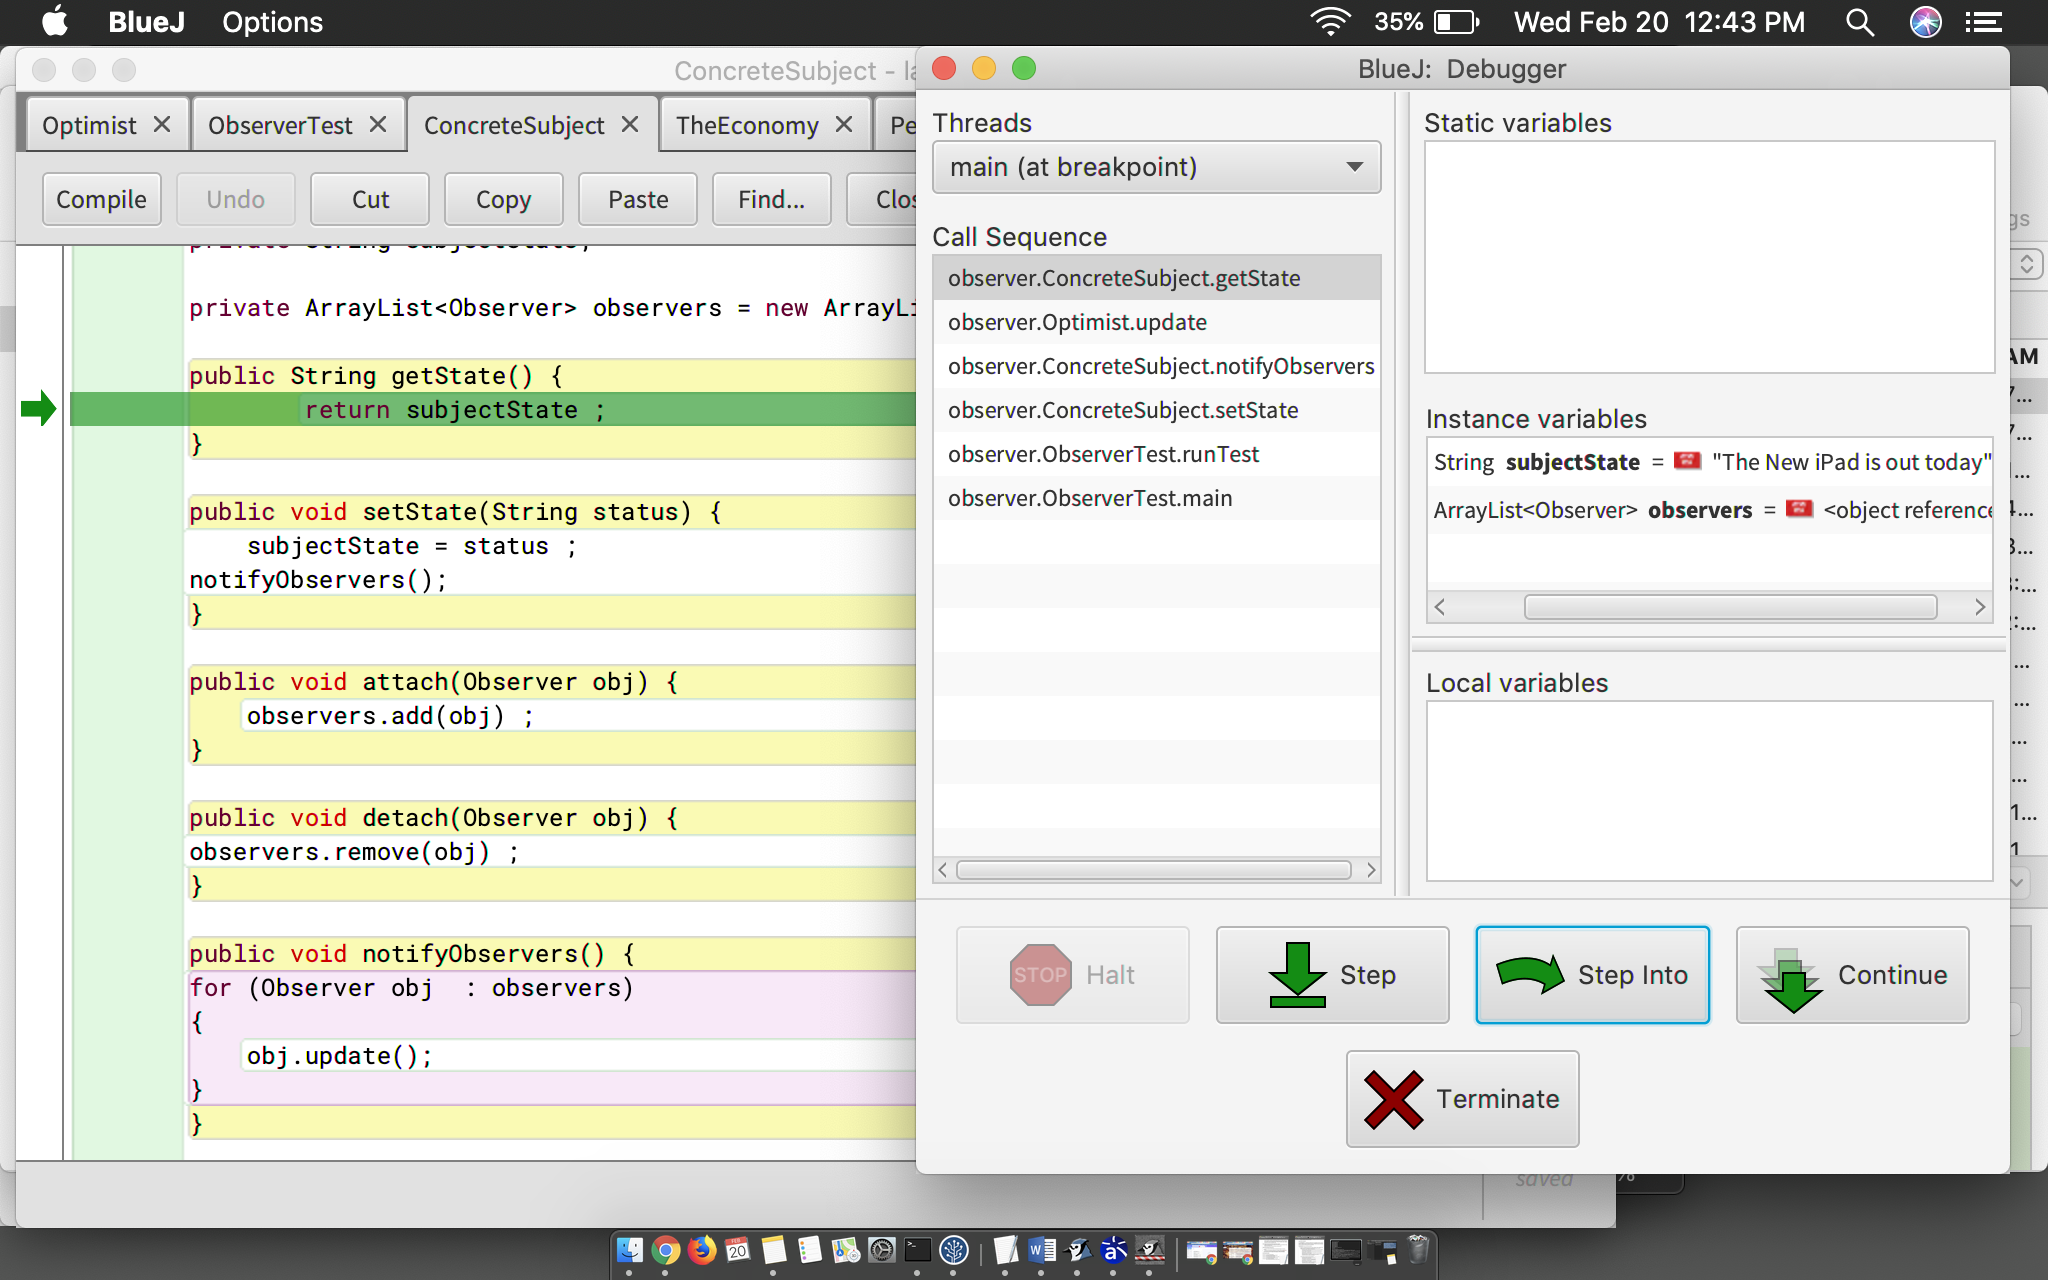 BlueJ Options 35% Wed Feb 20 12:43 PM
ConcreteSubject - la
Optimist ObserverTest ConcreteSubject TheEconomy Pe
Compile Undo Cut Copy Paste Find... Clos
private String subjectState;
private ArrayList<Observer> observers = new ArrayLi
public String getState() {
return subjectState ;
}
public void setState(String status) {
subjectState = status ;
notifyObservers();
}
public void attach(Observer obj) {
observers.add(obj) ;
}
public void detach(Observer obj) {
observers.remove(obj) ;
}
public void notifyObservers() {
for (Observer obj : observers)
{
obj.update();
}
}
saved
BlueJ: Debugger
Threads
main (at breakpoint)
Call Sequence
observer.ConcreteSubject.getState
observer.Optimist.update
observer.ConcreteSubject.notifyObservers
observer.ConcreteSubject.setState
observer.ObserverTest.runTest
observer.ObserverTest.main
Static variables
Instance variables
String subjectState = "The New iPad is out today"
ArrayList<Observer> observers = <object reference
Local variables
STOP Halt
Step
Step Into
Continue
Terminate
gs
AM
%
FEB
20